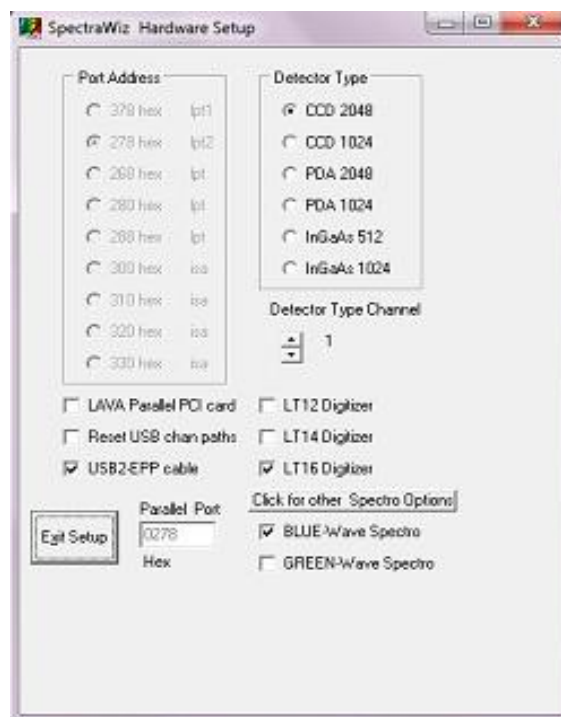 SpectraWiz Hardware Setup
Port Address
378 hex lpt1
278 hex lpt2
268 hex lpt
280 hex lpt
288 hex lpt
300 hex isa
310 hex isa
320 hex isa
330 hex isa
Detector Type
CCD 2048
CCD 1024
PDA 2048
PDA 1024
InGaAs 512
InGaAs 1024
Detector Type Channel
1
LAVA Parallel PCI card
Reset USB chan paths
USB2-EPP cable
LT12 Digitizer
LT14 Digitizer
LT16 Digitizer
Exit Setup
Parallel Port
0278
Hex
Click for other Spectro Options
BLUE-Wave Spectro
GREEN-Wave Spectro